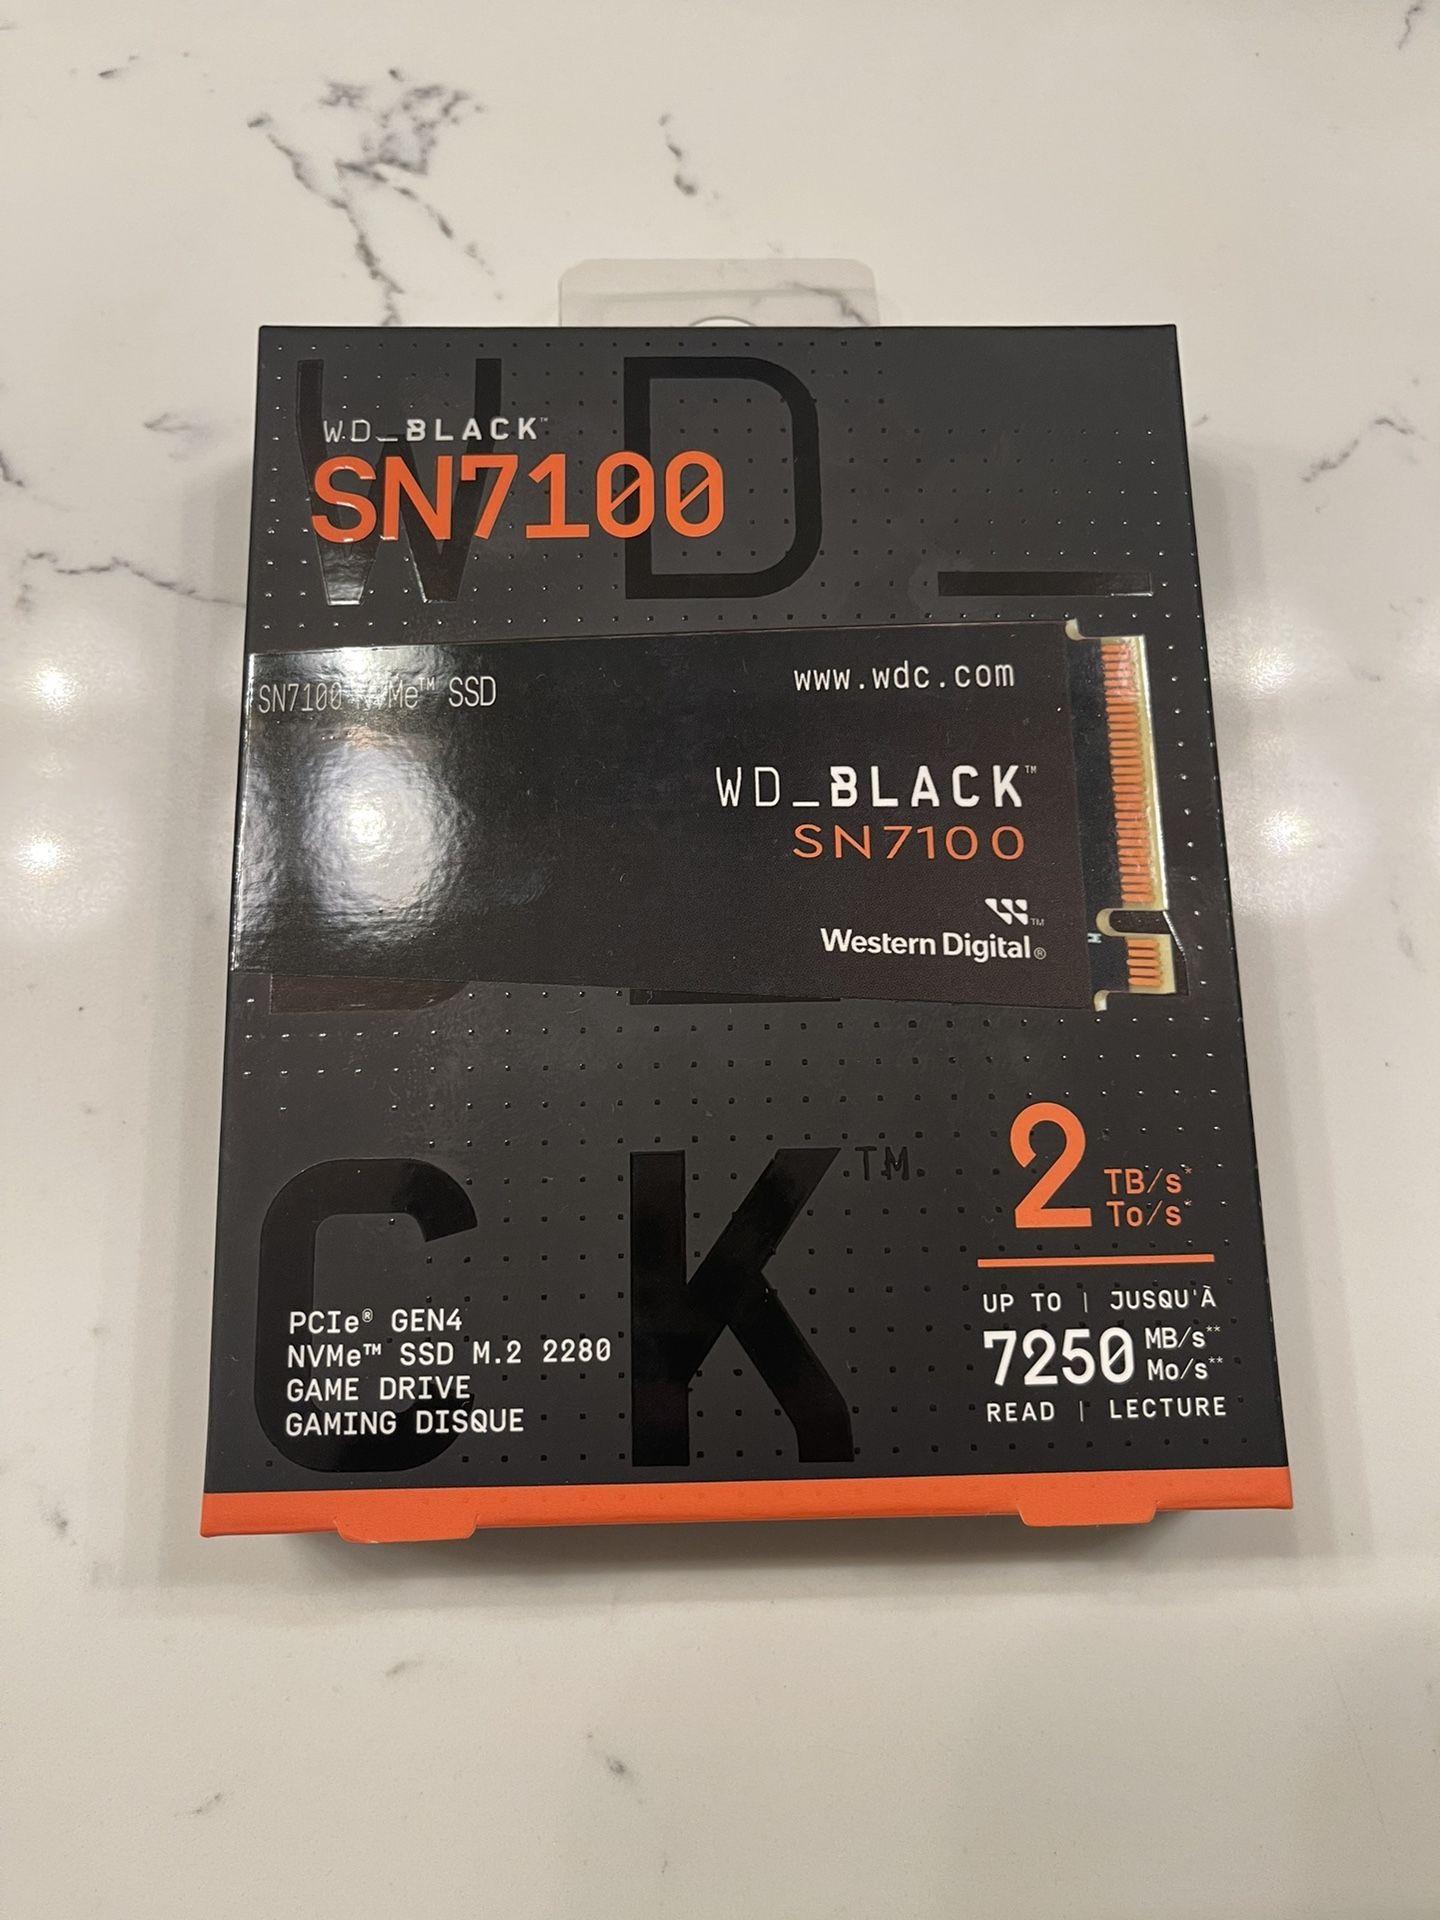 WD_BLACK™
SN7100
SN7100 NVMe™ SSD
www.wdc.com
WD_BLACK™
SN7100
Western Digital®
WD_
CK™
2 TB/s*
To/s*
UP TO | JUSQU'À
7250 MB/s**
Mo/s**
READ | LECTURE
PCIe® GEN4
NVMe™ SSD M.2 2280
GAME DRIVE
GAMING DISQUE